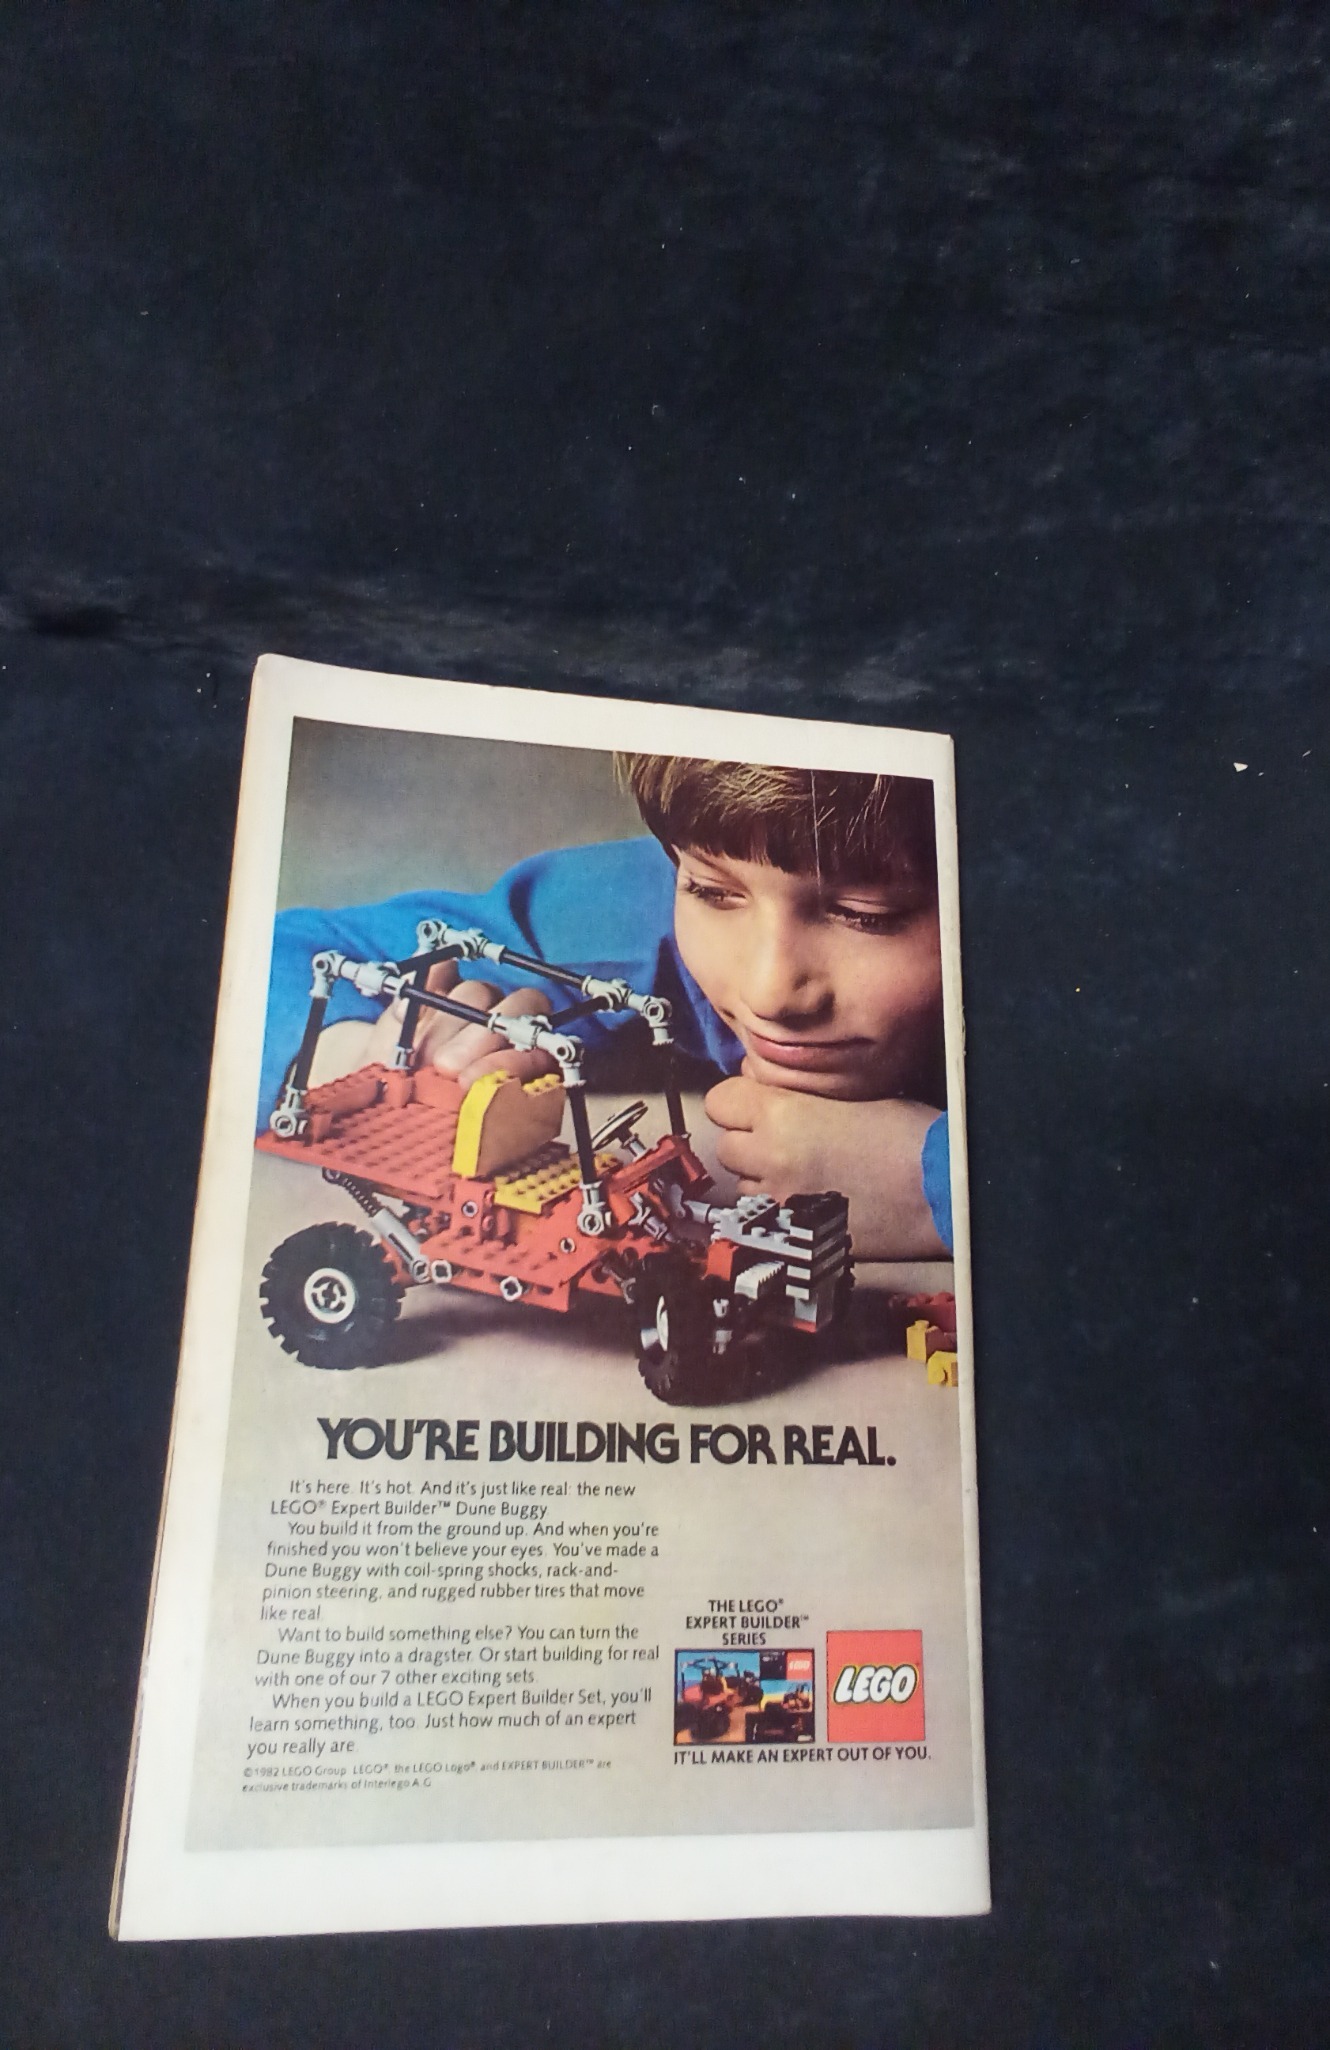 YOU'RE BUILDING FOR REAL.
It's here. It's hot. And it's just like real: the new
LEGO® Expert Builder™ Dune Buggy.
You build it from the ground up. And when you're
finished you won't believe your eyes. You've made a
Dune Buggy with coil-spring shocks, rack-and-
pinion steering, and rugged rubber tires that move
like real.
Want to build something else? You can turn the
Dune Buggy into a dragster. Or start building for real
with one of our 7 other exciting sets.
When you build a LEGO Expert Builder Set, you'll
learn something, too. Just how much of an expert
you really are.
©1982 LEGO Group. LEGO®, the LEGO Logo® and EXPERT BUILDER™ are
exclusive trademarks of Interlego A.G.
THE LEGO®
EXPERT BUILDER™
SERIES
LEGO
LEGO
IT'LL MAKE AN EXPERT OUT OF YOU.